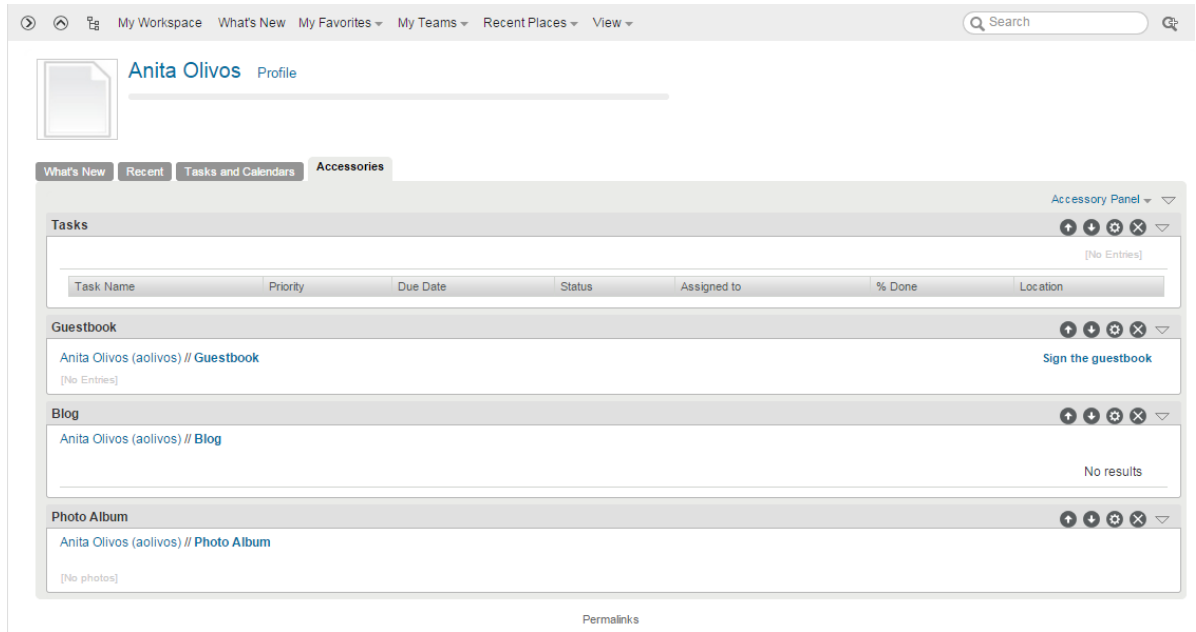 My Workspace What's New My Favorites My Teams Recent Places View Search
Anita Olivos Profile
What's New Recent Tasks and Calendars Accessories
Accessory Panel
Tasks
[No Entries]
Task Name Priority Due Date Status Assigned to % Done Location
Guestbook
Anita Olivos (aolivos) // Guestbook Sign the guestbook
[No Entries]
Blog
Anita Olivos (aolivos) // Blog
No results
Photo Album
Anita Olivos (aolivos) // Photo Album
[No photos]
Permalinks